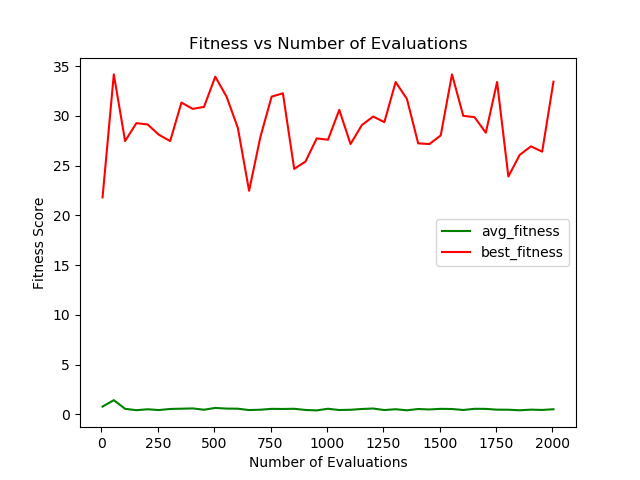 Fitness vs Number of Evaluations
35
30
25
20
15
10
5
0
Fitness Score
avg_fitness
best_fitness
0 250 500 750 1000 1250 1500 1750 2000
Number of Evaluations